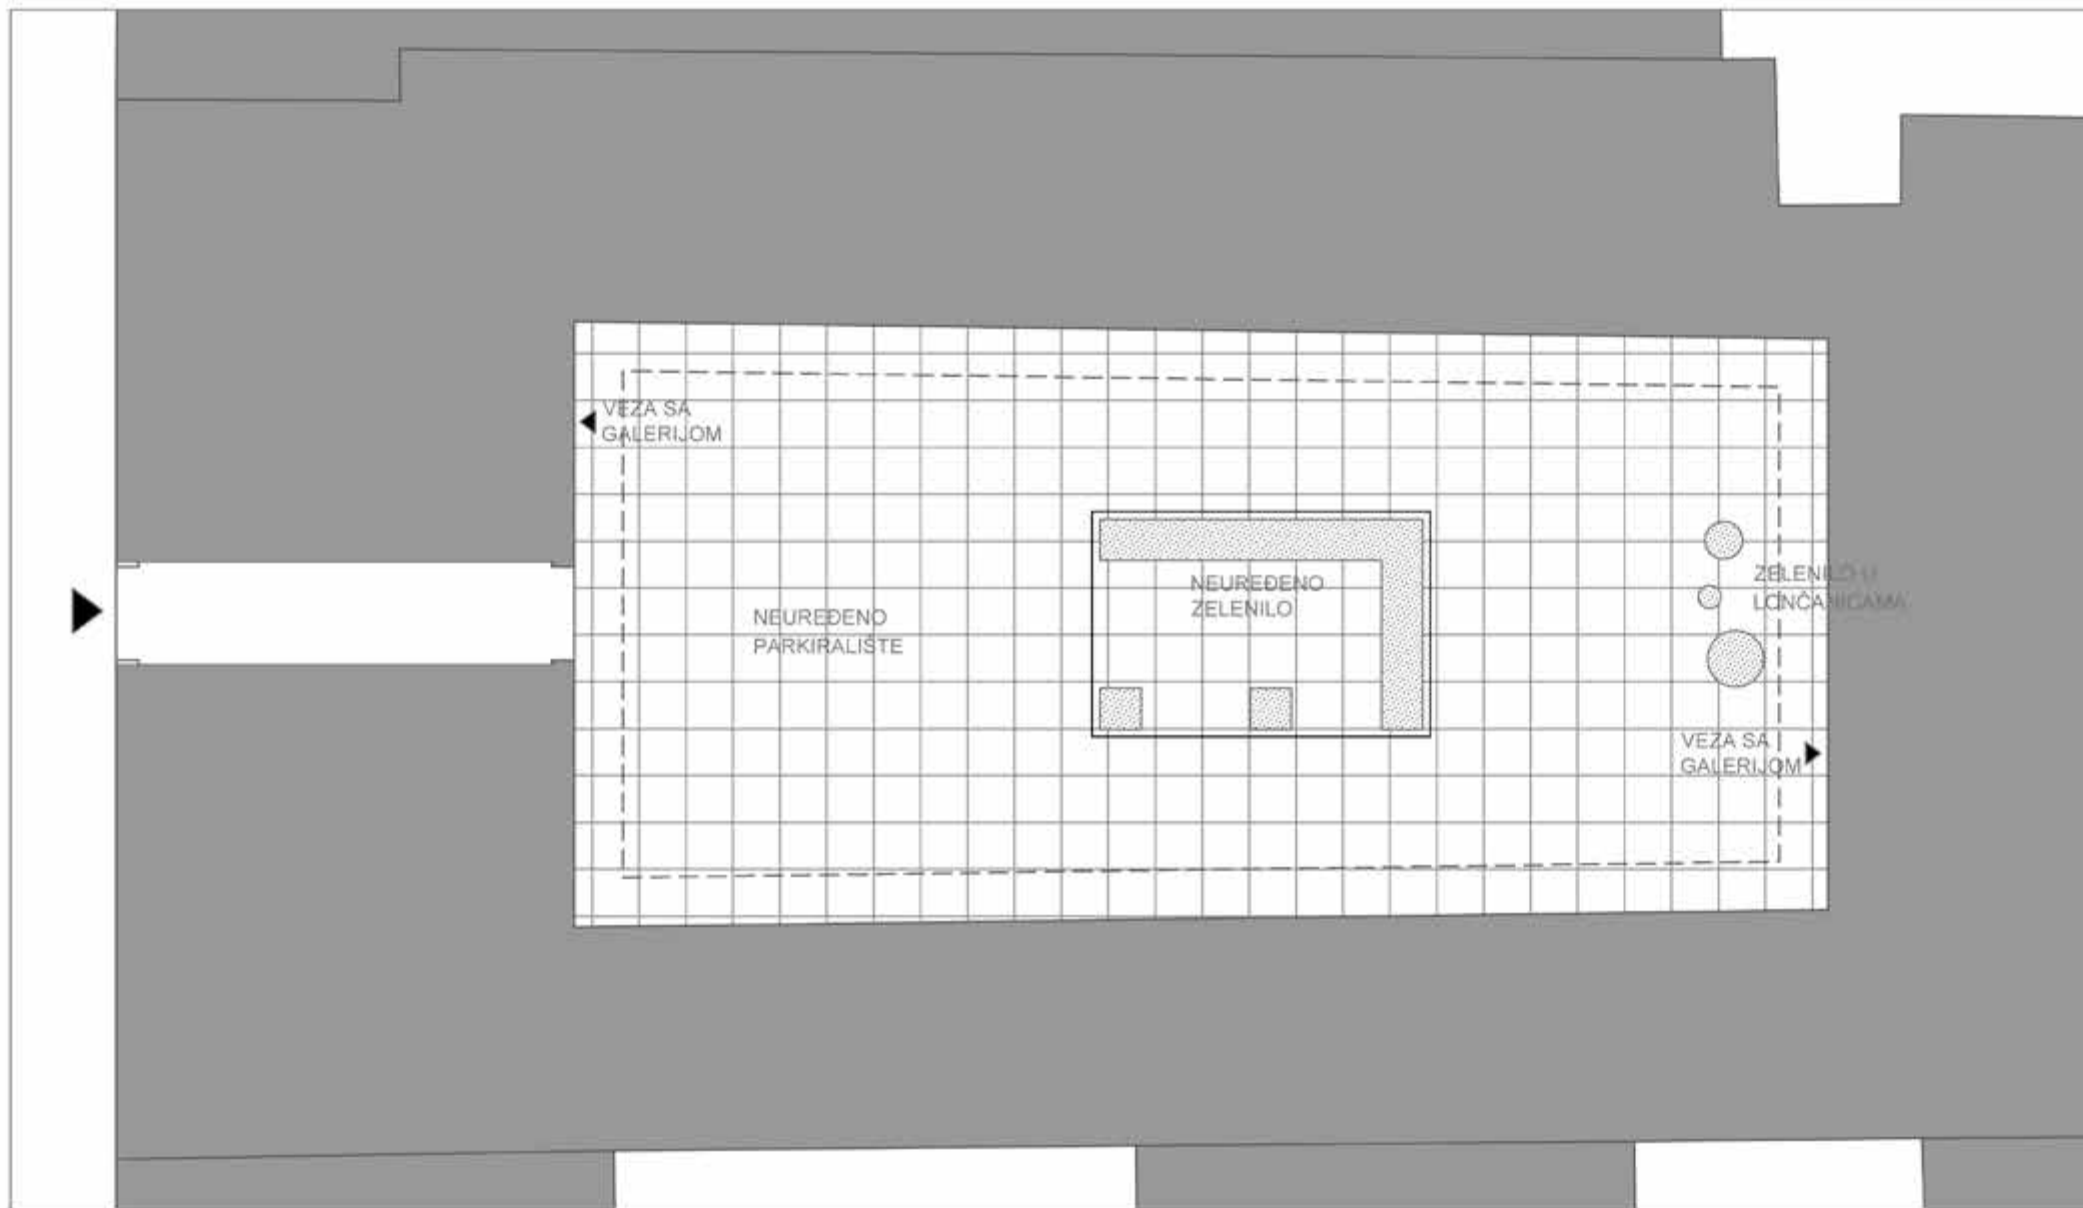 VEZA SA
GALERIJOM
NEUREĐENO
PARKIRALIŠTE
NEUREĐENO
ZELENILO
ZELENILO U
LONČANICAMA
VEZA SA
GALERIJOM